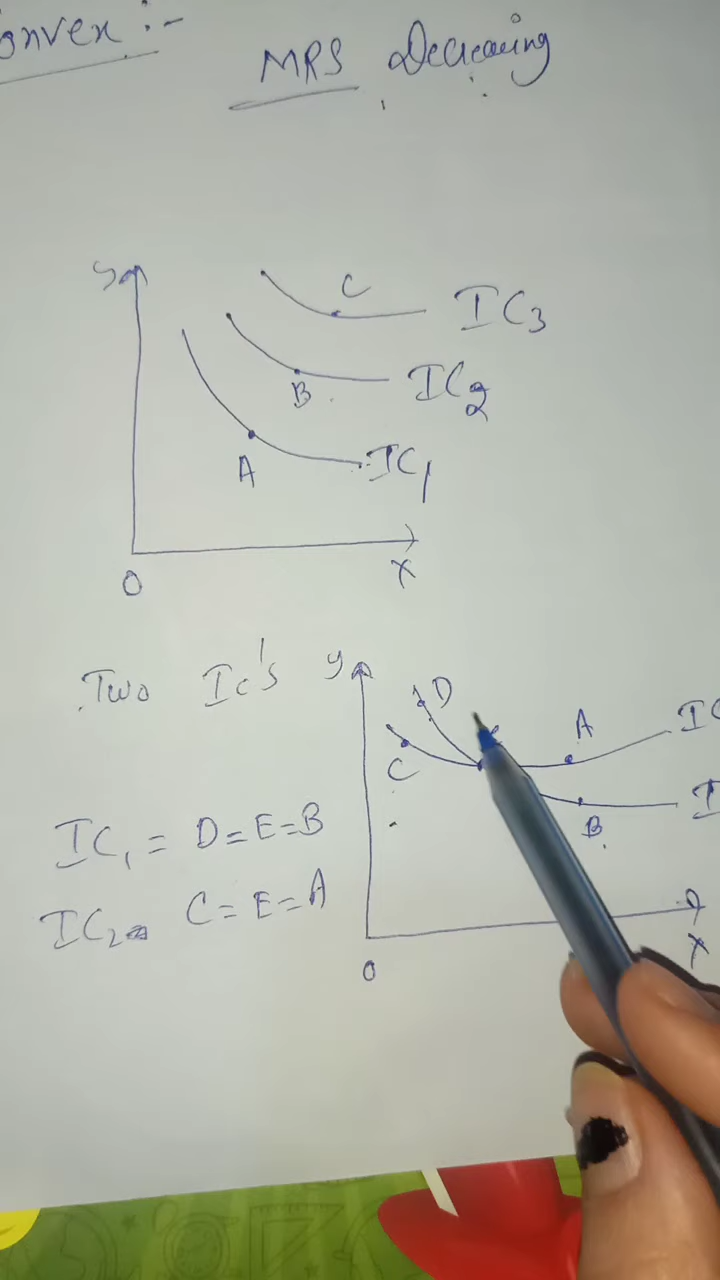 onvex :-
MRS Decreasing
y
C
IC3
B
IC2
A
IC1
O
X
Two Ic's
y
D
A
C
B
IC1 = D = E = B
IC2 = C = E = A
O
X